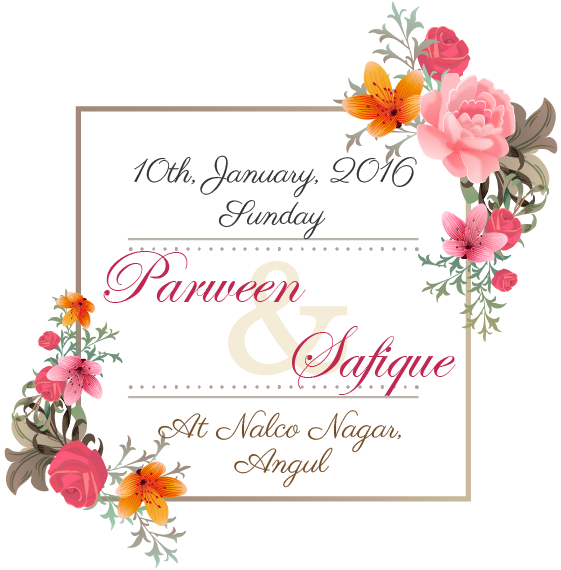 10th, January, 2016
Sunday
Parween
&
Safique
At Nalco Nagar,
Angul